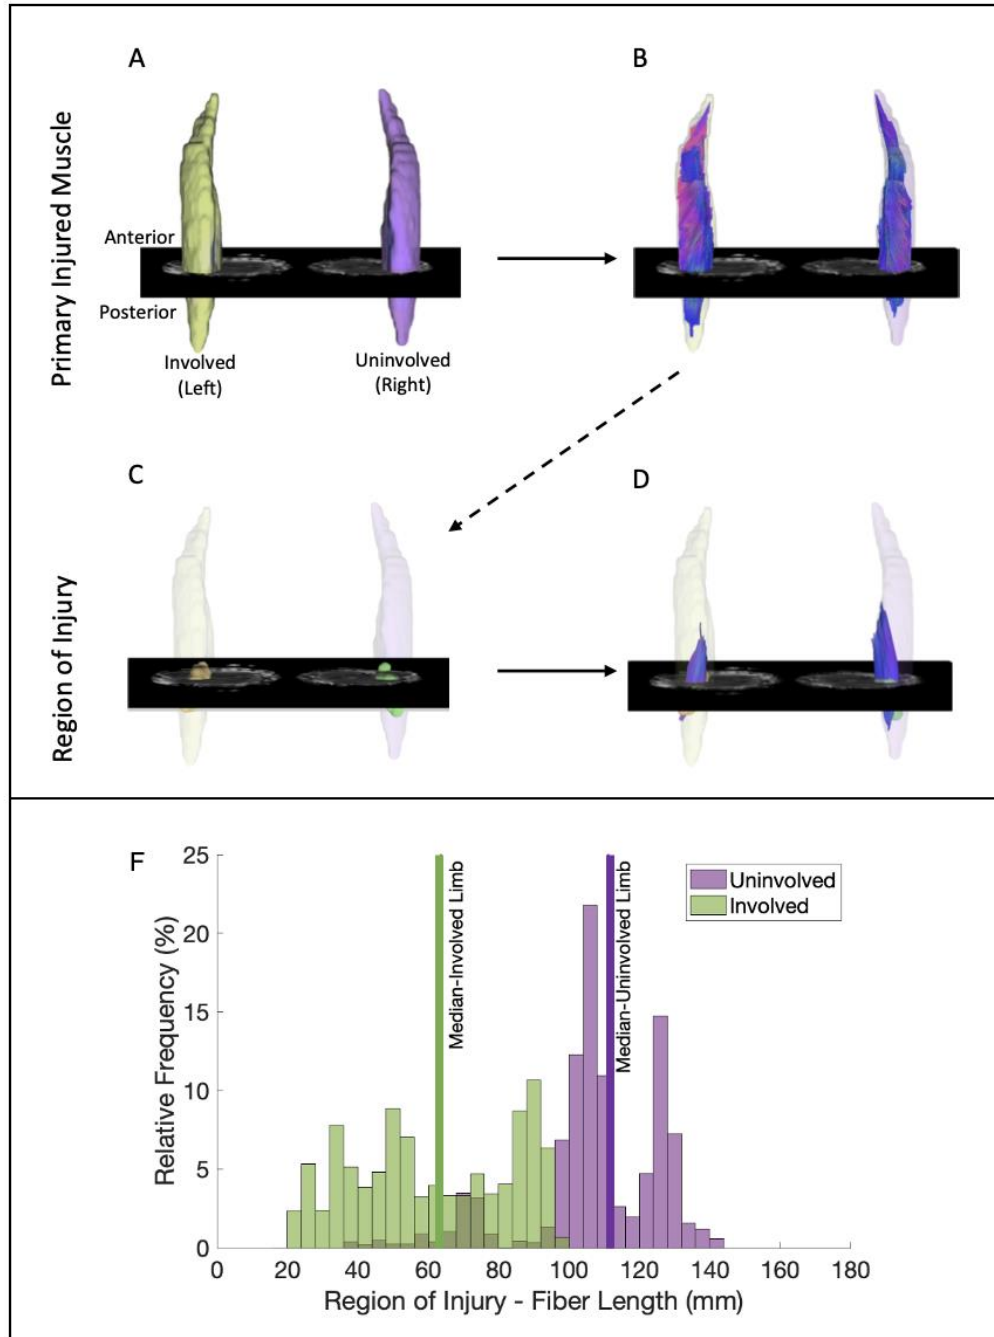 A
B
Primary Injured Muscle
Anterior
Posterior
Involved
(Left)
Uninvolved
(Right)
C
D
Region of Injury
F
25
20
15
10
5
0
Relative Frequency (%)
Median-Involved Limb
Median-Uninvolved Limb
Uninvolved
Involved
0 20 40 60 80 100 120 140 160 180
Region of Injury - Fiber Length (mm)